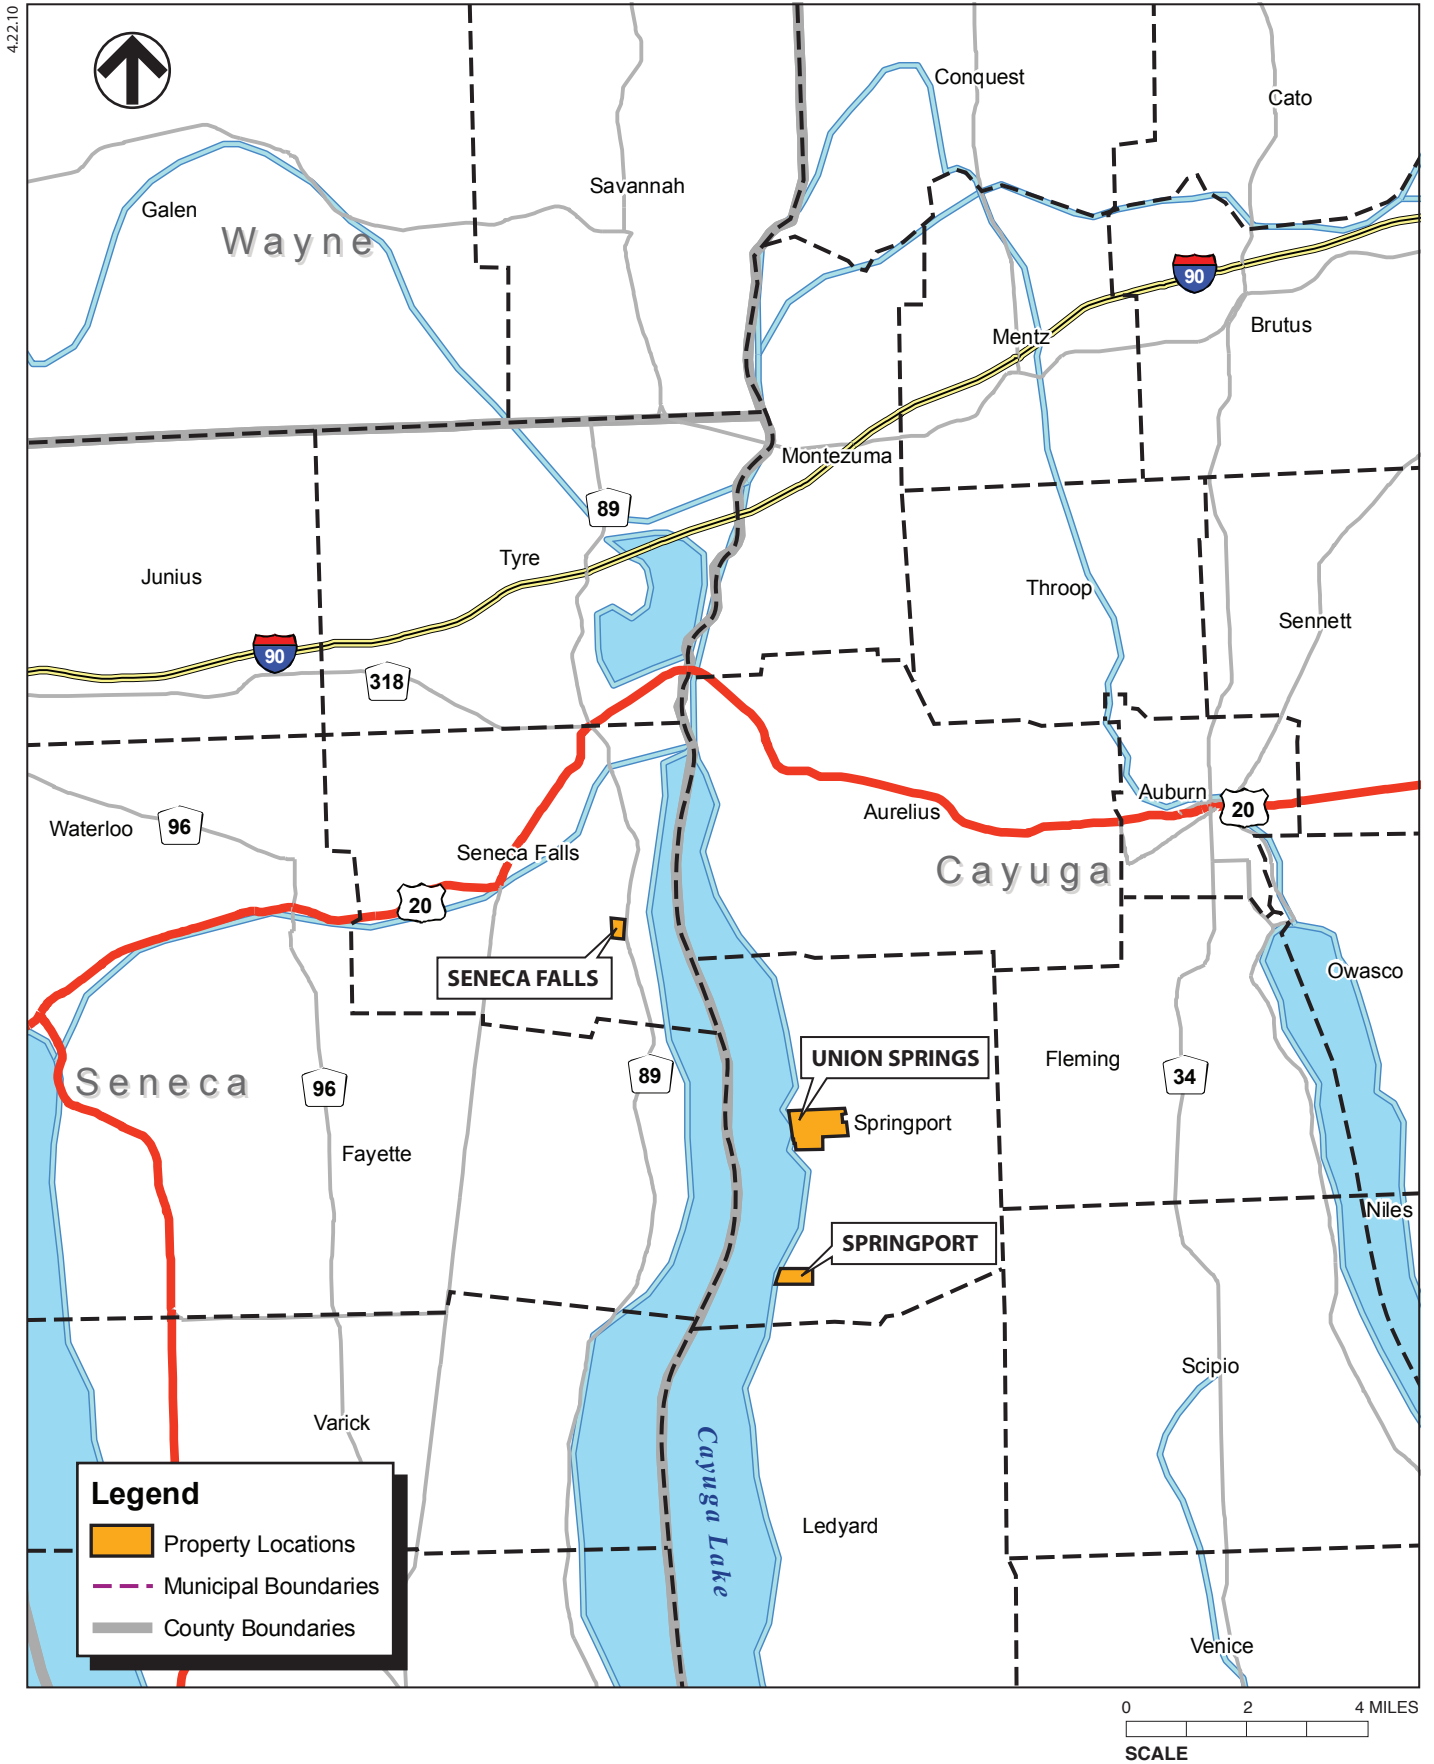 4.22.10
Conquest
Cato
Savannah
Galen
Wayne
90
Brutus
Mentz
Montezuma
89
Tyre
Junius
Throop
Sennett
90
318
Auburn
20
Aurelius
Waterloo
96
Seneca Falls
Cayuga
20
SENECA FALLS
Owasco
UNION SPRINGS
Fleming
89
34
Seneca
96
Springport
Fayette
Niles
SPRINGPORT
Scipio
Varick
Cayuga Lake
Ledyard
Legend
Property Locations
Municipal Boundaries
County Boundaries
Venice
0 2 4 MILES
SCALE